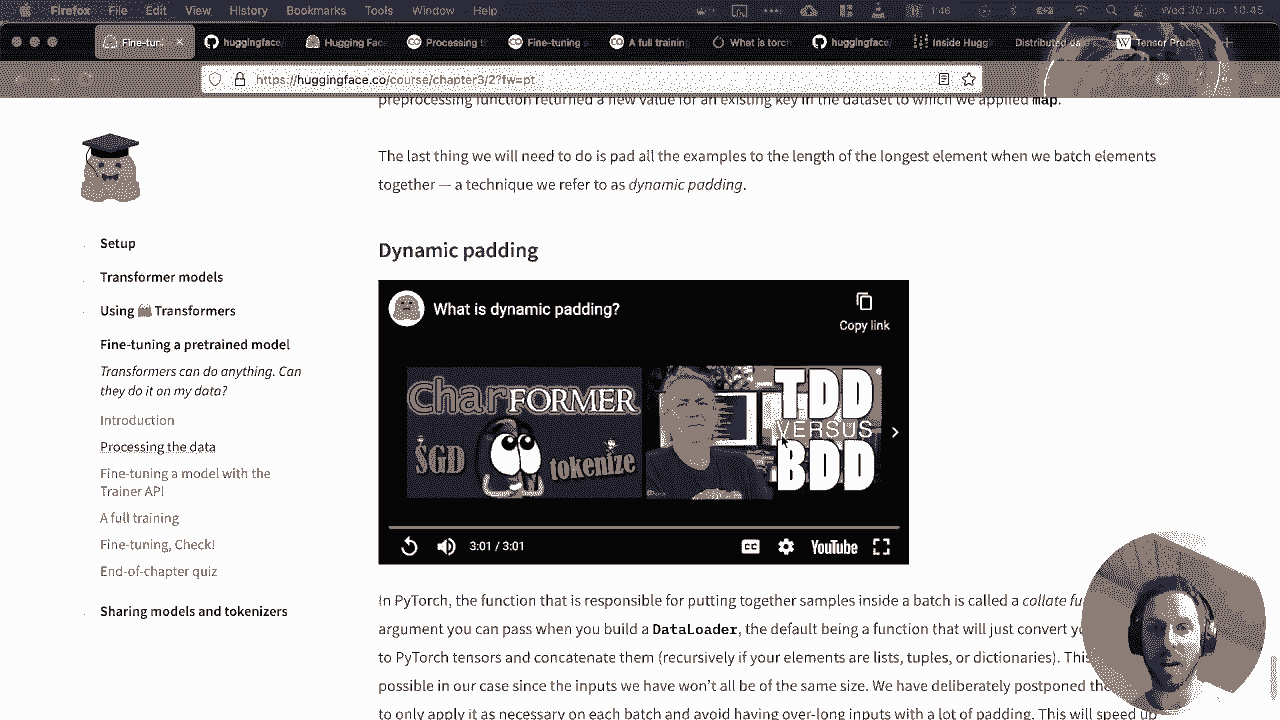 Firefox File Edit View History Bookmarks Tools Window Help 1:46 Wed 30 Jun 10.45
Fine-tun. huggingface/ Hugging Fac Processing t Fine-tuning A full trainin What is torch huggingface/ Inside Hugg Distributed da Tensor Proce
https://huggingface.co/course/chapter3/2?fw=pt
preprocessing function returned a new value for an existing key in the dataset to which we applied map.
The last thing we will need to do is pad all the examples to the length of the longest element when we batch elements
together — a technique we refer to as dynamic padding.
Setup
Transformer models
Using Transformers
Fine-tuning a pretrained model
Transformers can do anything. Can
they do it on my data?
Introduction
Processing the data
Fine-tuning a model with the
Trainer API
A full training
Fine-tuning, Check!
End-of-chapter quiz
Sharing models and tokenizers
Dynamic padding
What is dynamic padding?
Copy link
CharFORMER
SGD
tokenize
TDD
VERSUS
BDD
3:01 / 3:01
CC
YouTube
In PyTorch, the function that is responsible for putting together samples inside a batch is called a collate fu
argument you can pass when you build a DataLoader, the default being a function that will just convert yo
to PyTorch tensors and concatenate them (recursively if your elements are lists, tuples, or dictionaries). This
possible in our case since the inputs we have won't all be of the same size. We have deliberately postponed the
to only apply it as necessary on each batch and avoid having over-long inputs with a lot of padding. This will speed up